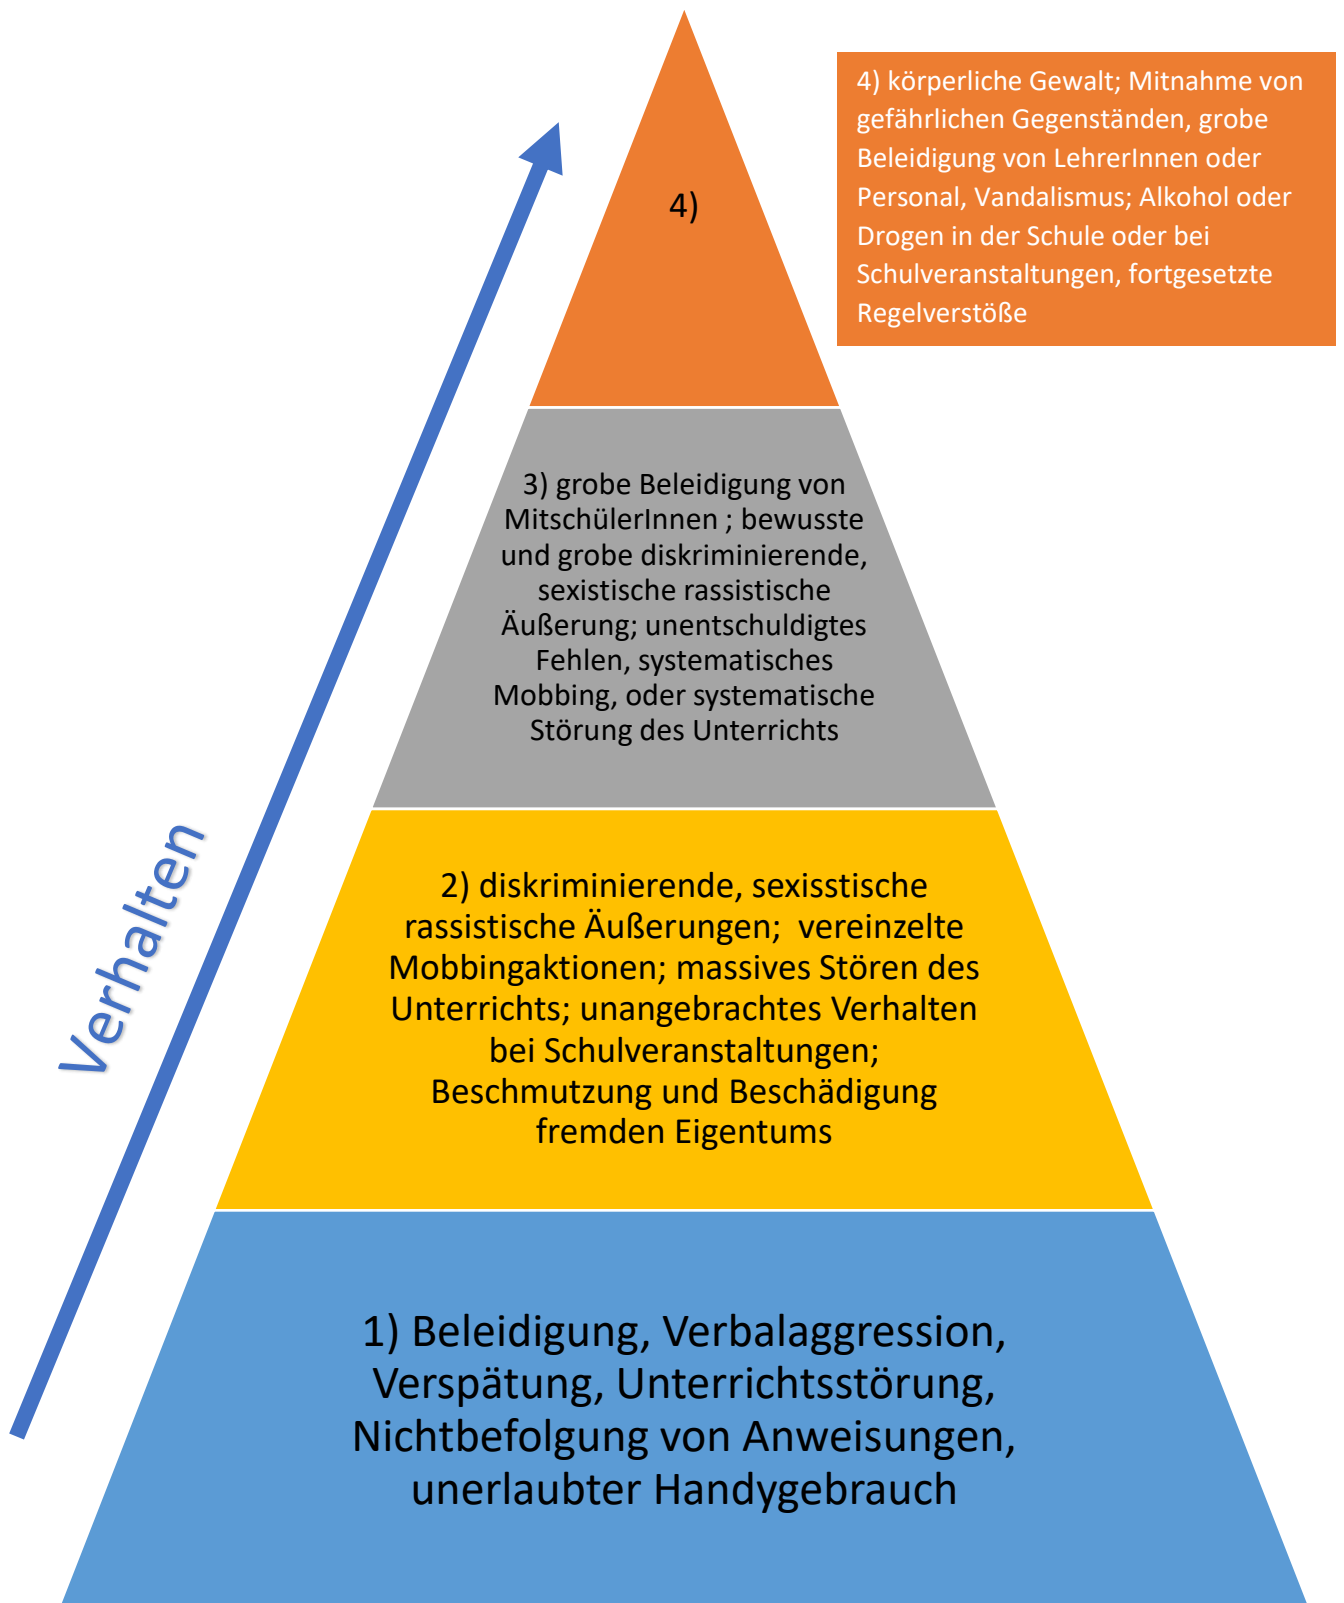 4) körperliche Gewalt; Mitnahme von
gefährlichen Gegenständen, grobe
Beleidigung von LehrerInnen oder
Personal, Vandalismus; Alkohol oder
Drogen in der Schule oder bei
Schulveranstaltungen, fortgesetzte
Regelverstöße
4)
3) grobe Beleidigung von
MitschülerInnen ; bewusste
und grobe diskriminierende,
sexistische rassistische
Äußerung; unentschuldigtes
Fehlen, systematisches
Mobbing, oder systematische
Störung des Unterrichts
Verhalten
2) diskriminierende, sexisstische
rassistische Äußerungen;  vereinzelte
Mobbingaktionen; massives Stören des
Unterrichts; unangebrachtes Verhalten
bei Schulveranstaltungen;
Beschmutzung und Beschädigung
fremden Eigentums
1) Beleidigung, Verbalaggression,
Verspätung, Unterrichtsstörung,
Nichtbefolgung von Anweisungen,
unerlaubter Handygebrauch